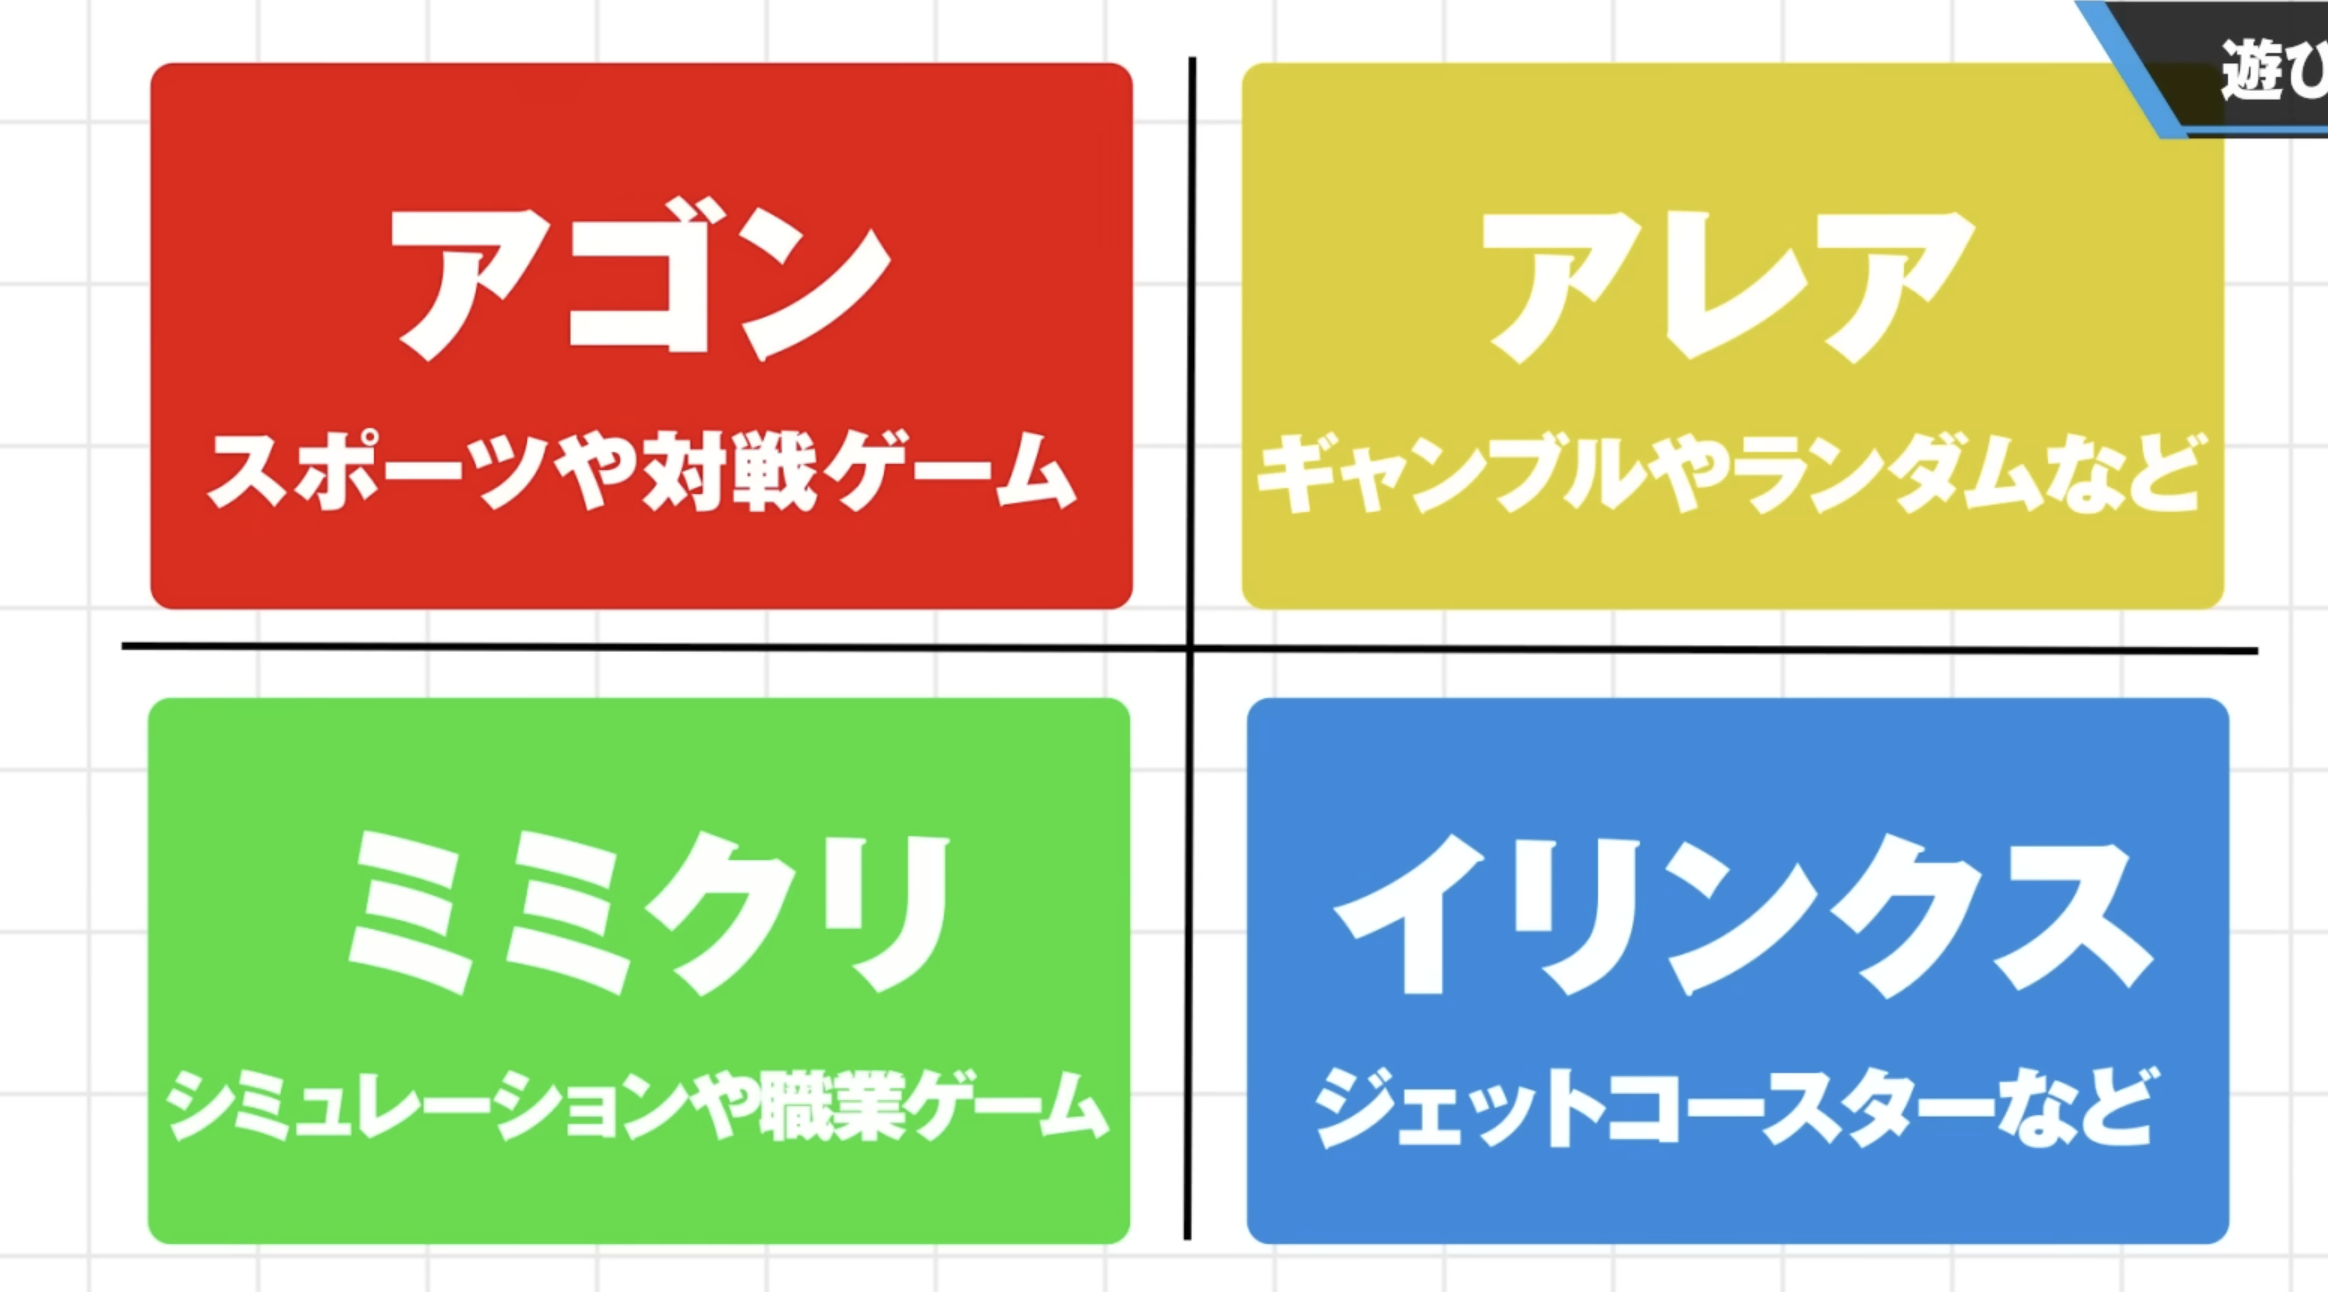 遊び
アゴン
スポーツや対戦ゲーム
アレア
ギャンブルやランダムなど
ミミクリ
シミュレーションや職業ゲーム
イリンクス
ジェットコースターなど